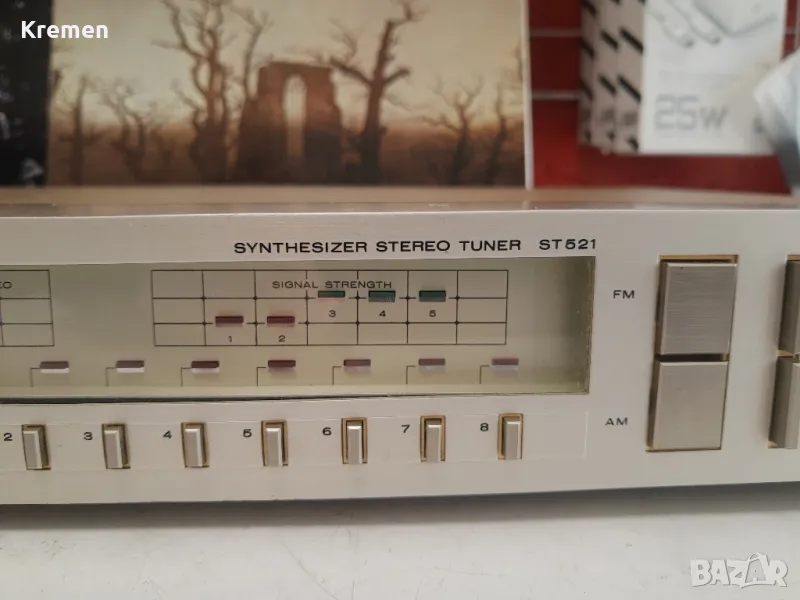 Kremen
25W
SYNTHESIZER STEREO TUNER ST521
SIGNAL STRENGTH
3 4 5
1 2
FM
AM
2 3 4 5 6 7 8
BAZAR